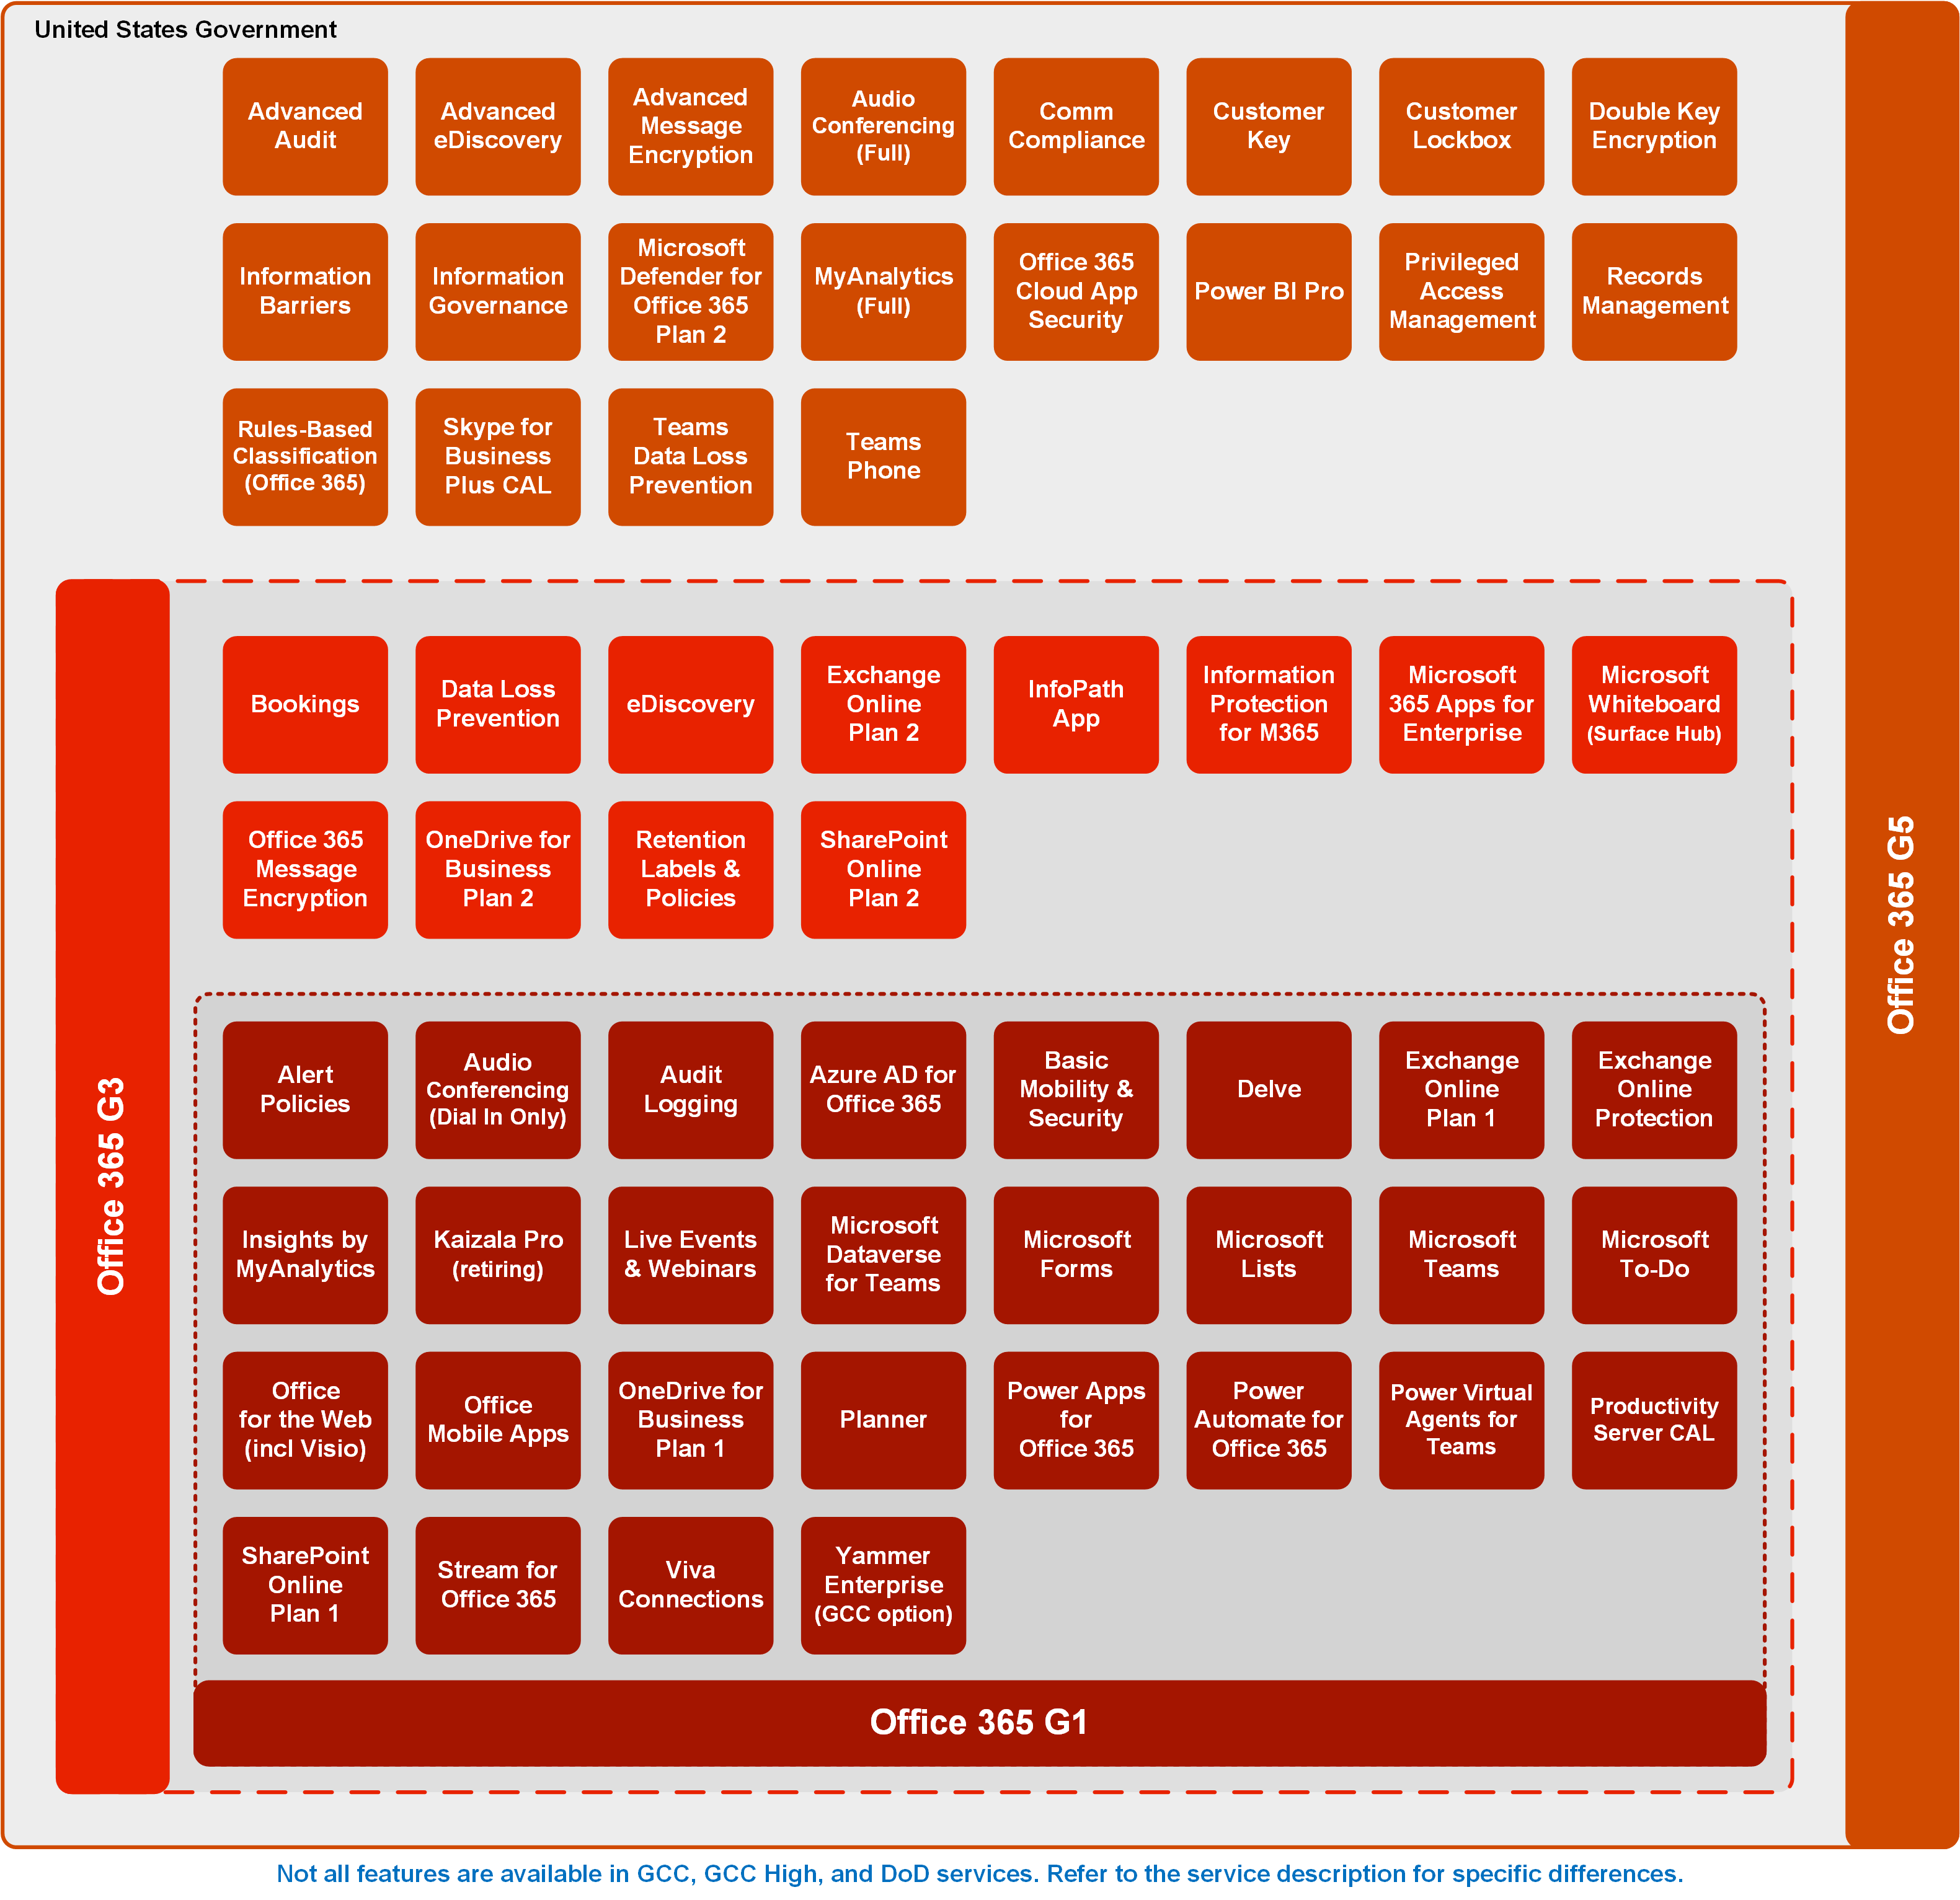 United States Government
Advanced
Audit
Advanced
eDiscovery
Advanced
Message
Encryption
Audio
Conferencing
(Full)
Comm
Compliance
Customer
Key
Customer
Lockbox
Double Key
Encryption
Information
Barriers
Information
Governance
Microsoft
Defender for
Office 365
Plan 2
MyAnalytics
(Full)
Office 365
Cloud App
Security
Power BI Pro
Privileged
Access
Management
Records
Management
Rules-Based
Classification
(Office 365)
Skype for
Business
Plus CAL
Teams
Data Loss
Prevention
Teams
Phone
Office 365 G5
Office 365 G3
Bookings
Data Loss
Prevention
eDiscovery
Exchange
Online
Plan 2
InfoPath
App
Information
Protection
for M365
Microsoft
365 Apps for
Enterprise
Microsoft
Whiteboard
(Surface Hub)
Office 365
Message
Encryption
OneDrive for
Business
Plan 2
Retention
Labels &
Policies
SharePoint
Online
Plan 2
Alert
Policies
Audio
Conferencing
(Dial In Only)
Audit
Logging
Azure AD for
Office 365
Basic
Mobility &
Security
Delve
Exchange
Online
Plan 1
Exchange
Online
Protection
Insights by
MyAnalytics
Kaizala Pro
(retiring)
Live Events
& Webinars
Microsoft
Dataverse
for Teams
Microsoft
Forms
Microsoft
Lists
Microsoft
Teams
Microsoft
To-Do
Office
for the Web
(incl Visio)
Office
Mobile Apps
OneDrive for
Business
Plan 1
Planner
Power Apps
for
Office 365
Power
Automate for
Office 365
Power Virtual
Agents for
Teams
Productivity
Server CAL
SharePoint
Online
Plan 1
Stream for
Office 365
Viva
Connections
Yammer
Enterprise
(GCC option)
Office 365 G1
Not all features are available in GCC, GCC High, and DoD services. Refer to the service description for specific differences.